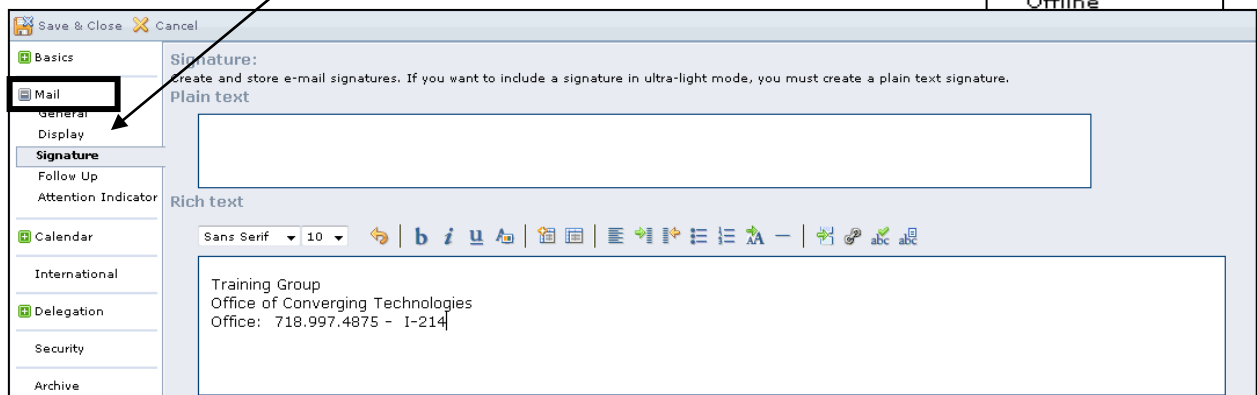 Offline
Save & Close Cancel
Basics
Mail
General
Display
Signature
Follow Up
Attention Indicator
Calendar
International
Delegation
Security
Archive
Signature:
Create and store e-mail signatures. If you want to include a signature in ultra-light mode, you must create a plain text signature.
Plain text
Rich text
Sans Serif 10 b i u
Training Group
Office of Converging Technologies
Office: 718.997.4875 - I-214